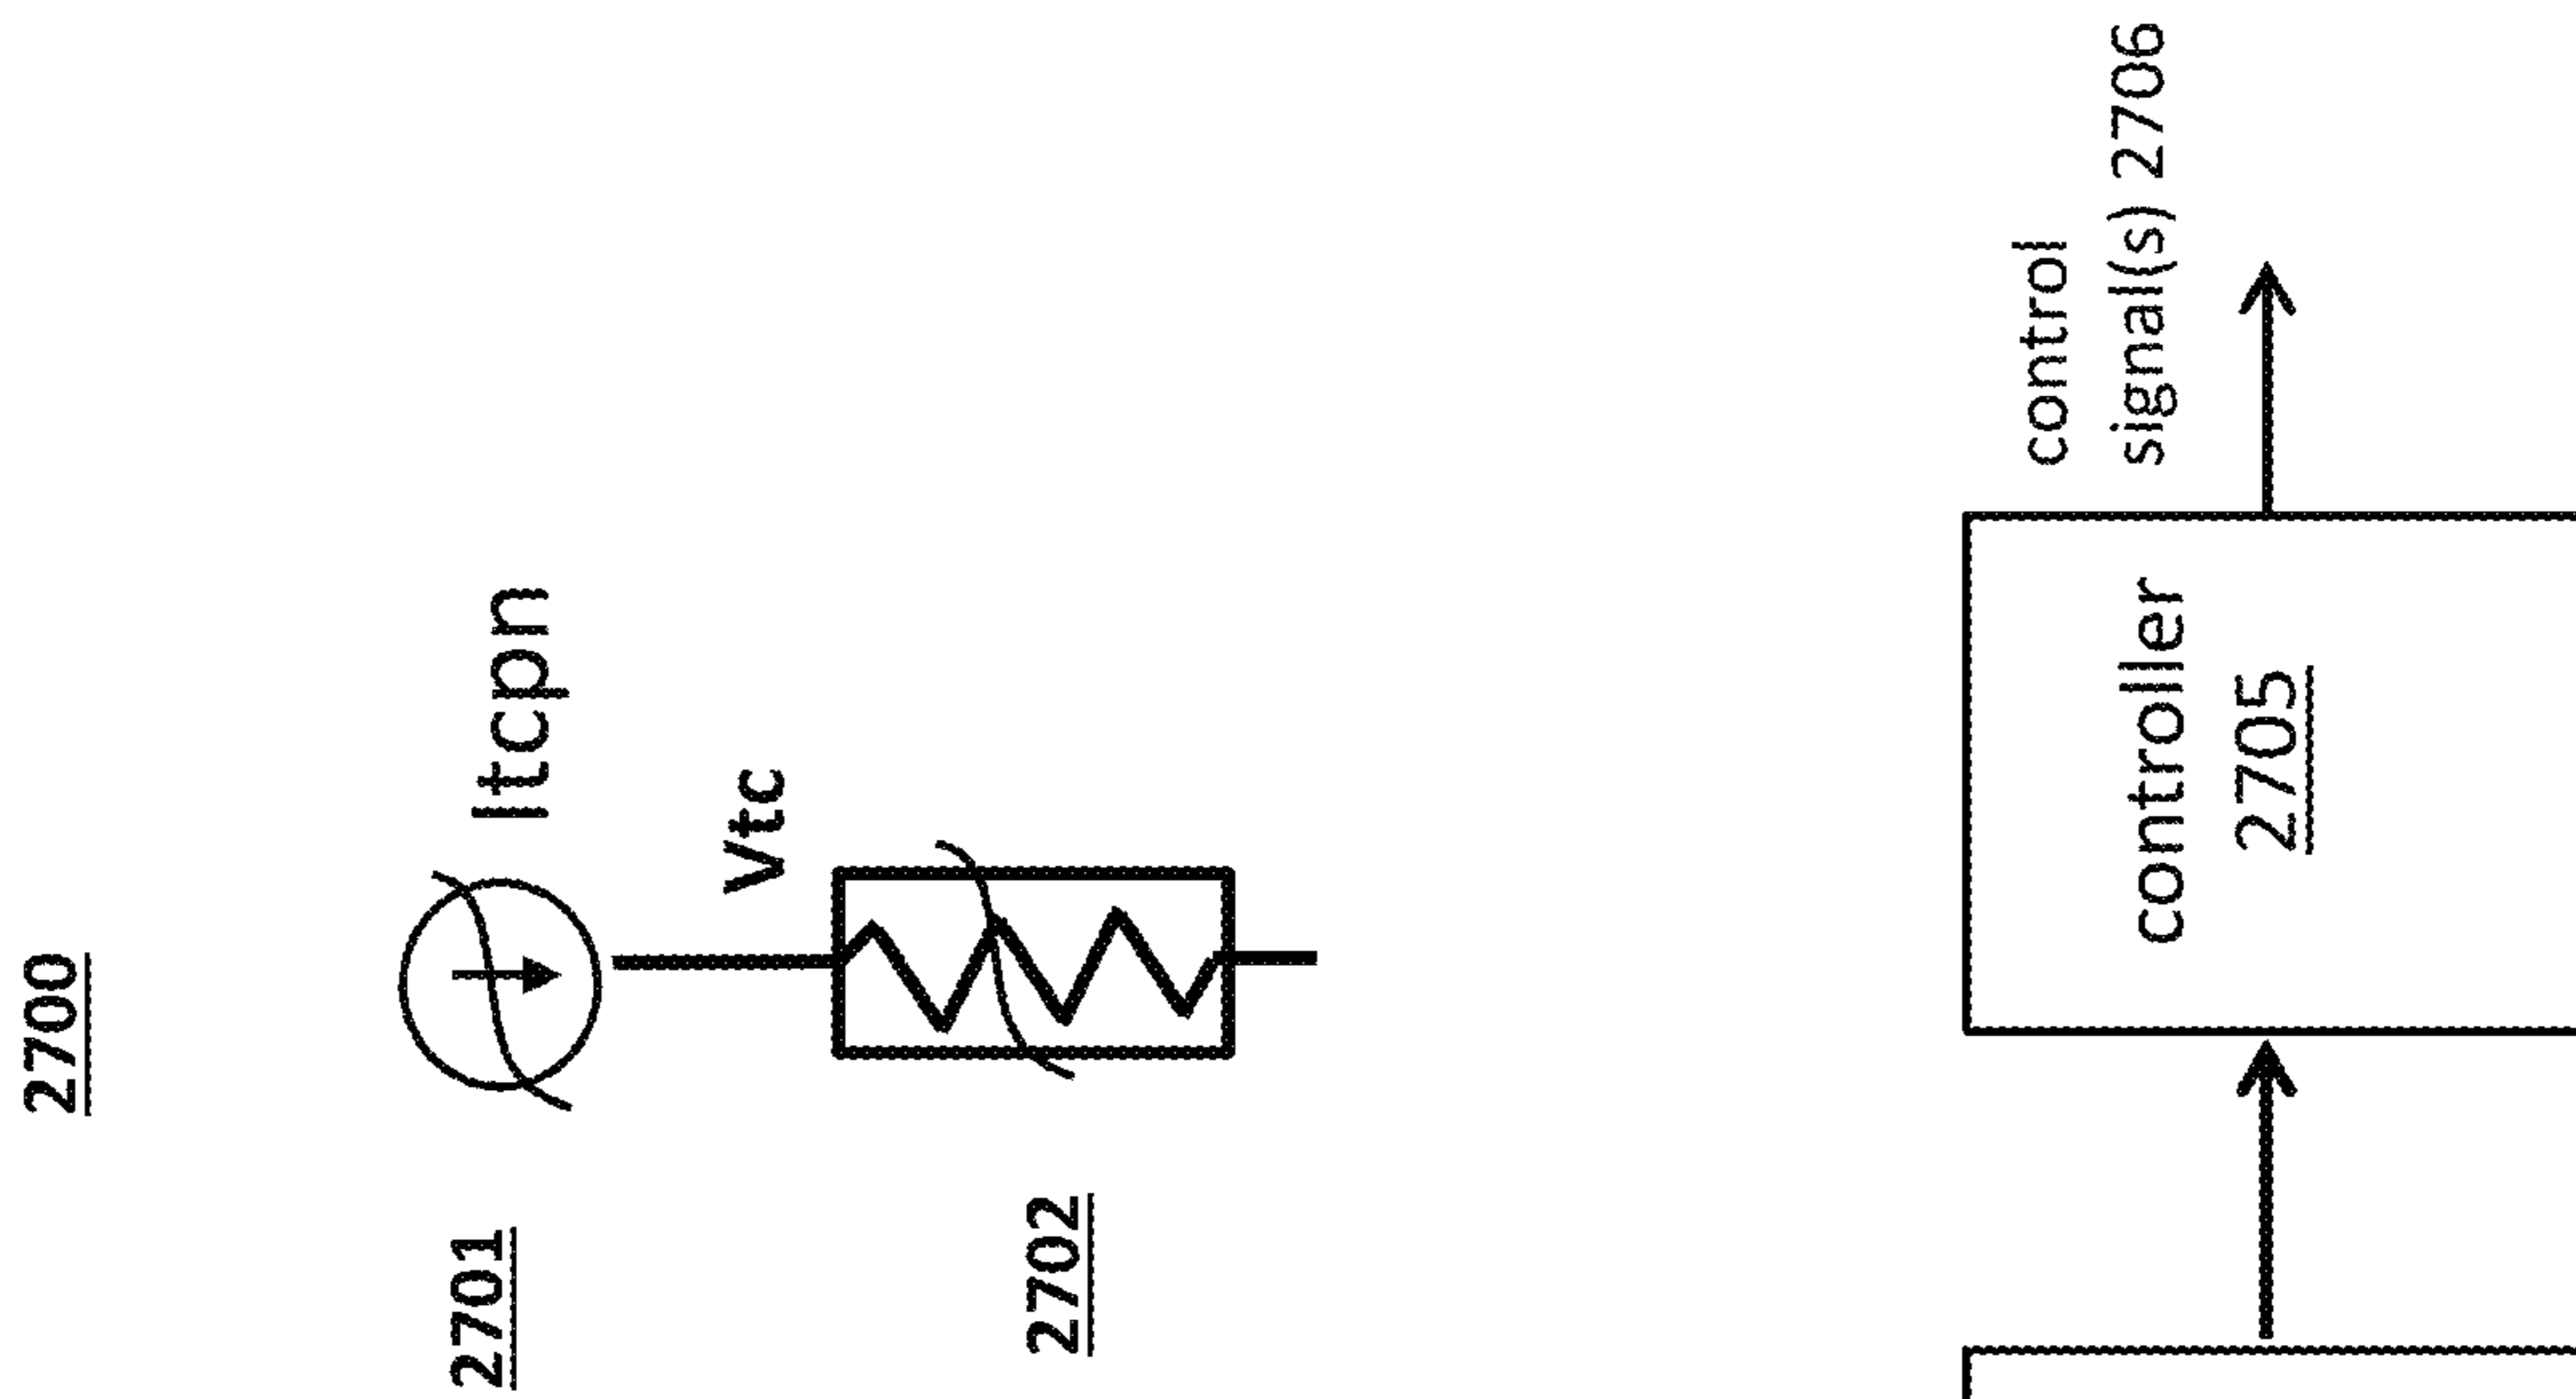 2700
2701
Itcpn
Vtc
2702
control
signal(s) 2706
controller
2705